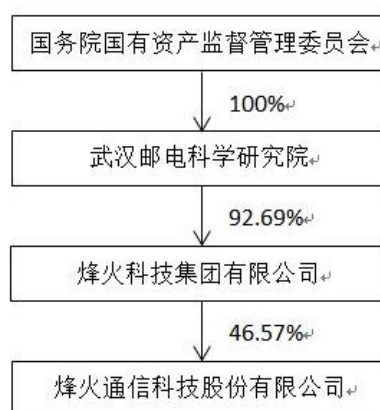 国务院国有资产监督管理委员会
100%
武汉邮电科学研究院
92.69%
烽火科技集团有限公司
46.57%
烽火通信科技股份有限公司